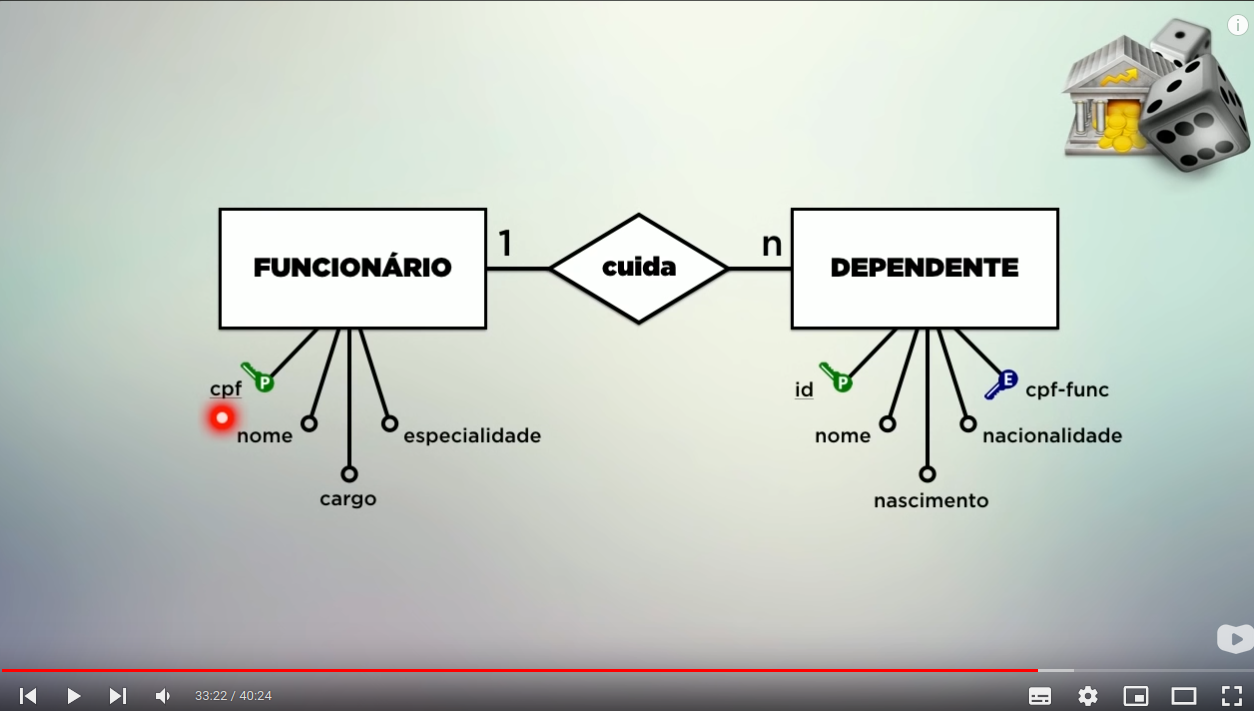 FUNCIONÁRIO
1
cuida
n
DEPENDENTE
cpf
P
nome
cargo
especialidade
id
P
nome
nascimento
nacionalidade
E
cpf-func
33:22 / 40:24